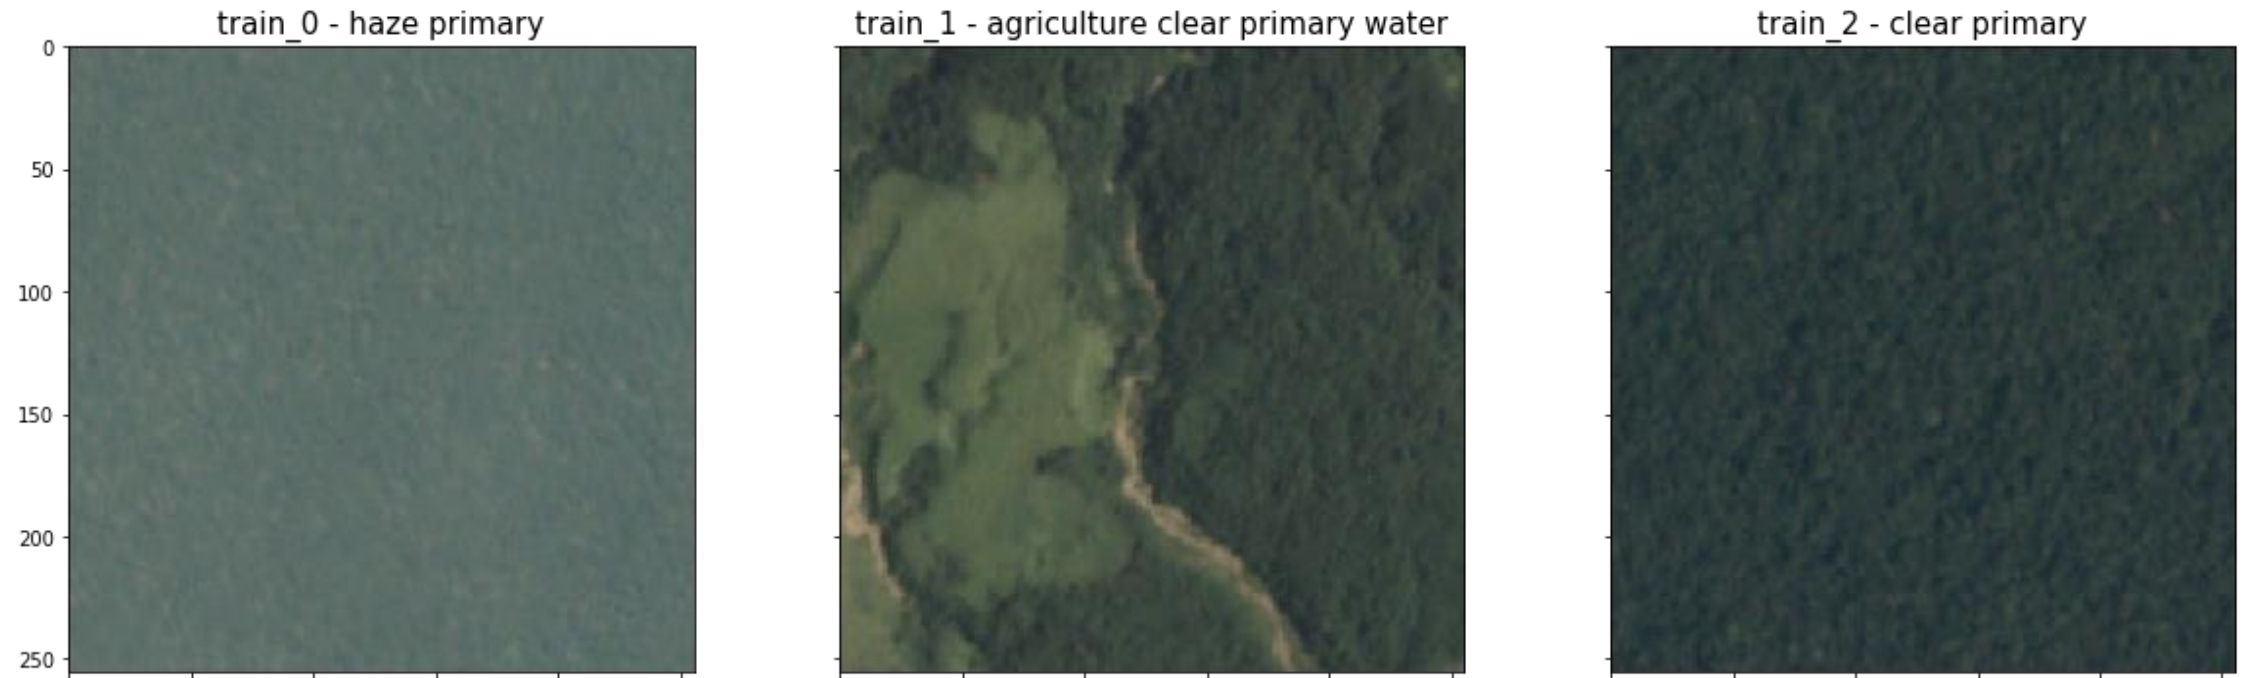 train_0 - haze primary
train_1 - agriculture clear primary water
train_2 - clear primary
0
50
100
150
200
250